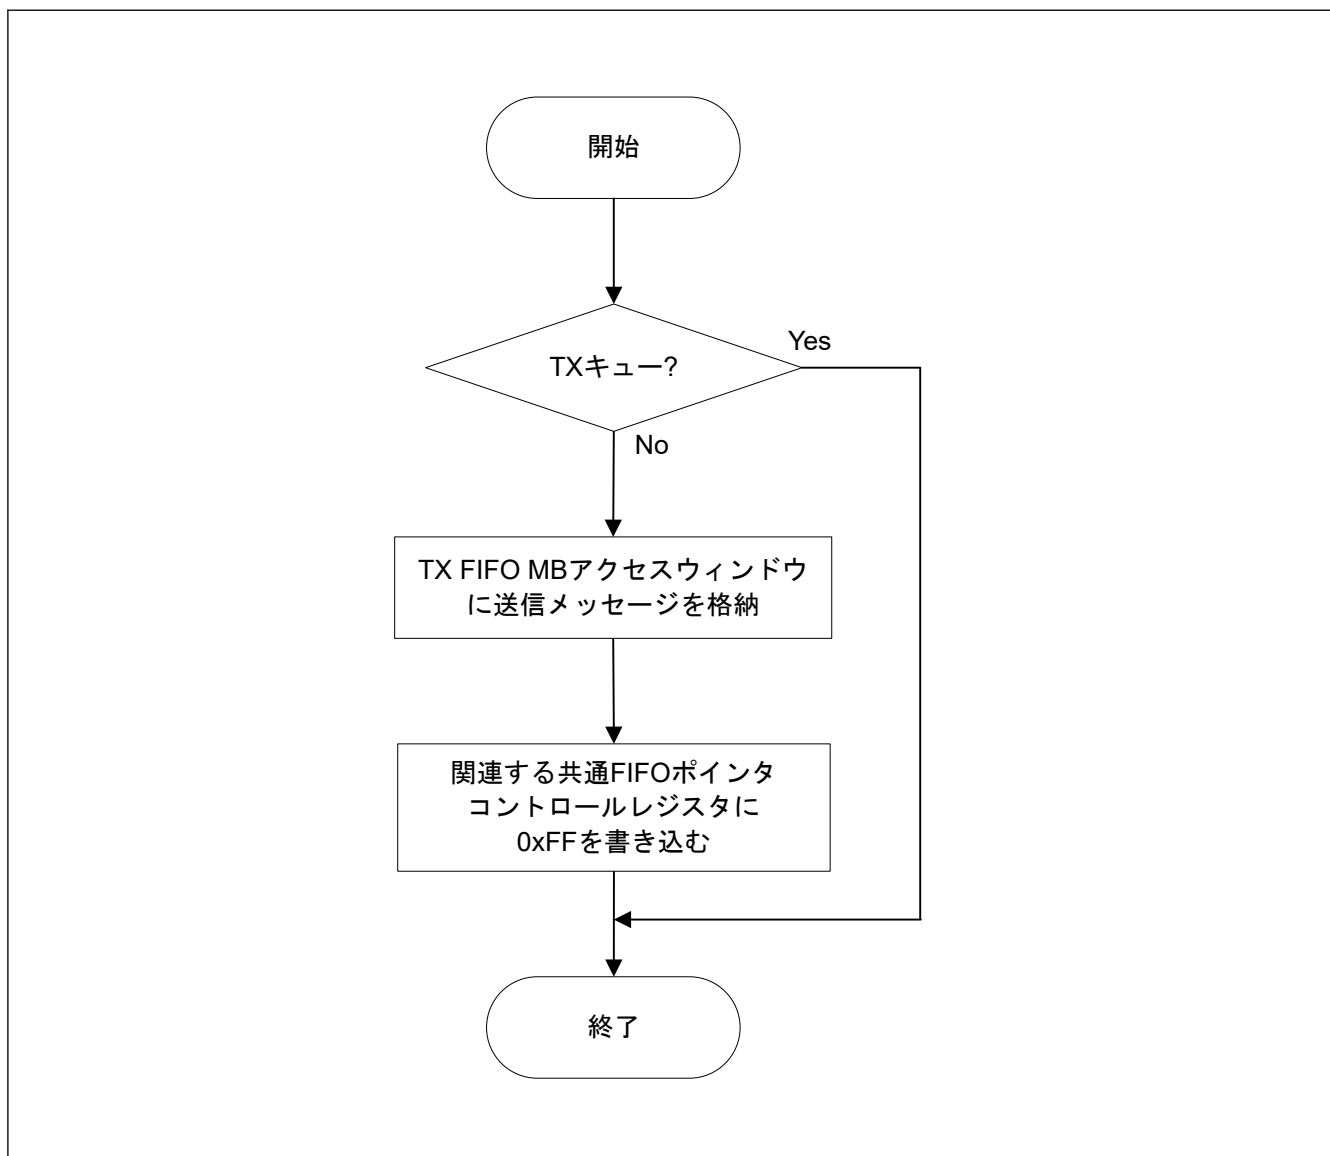 開始
TXキュー?
Yes
No
TX FIFO MBアクセスウィンドウ
に送信メッセージを格納
関連する共通FIFOポインタ
コントロールレジスタに
0xFFを書き込む
終了